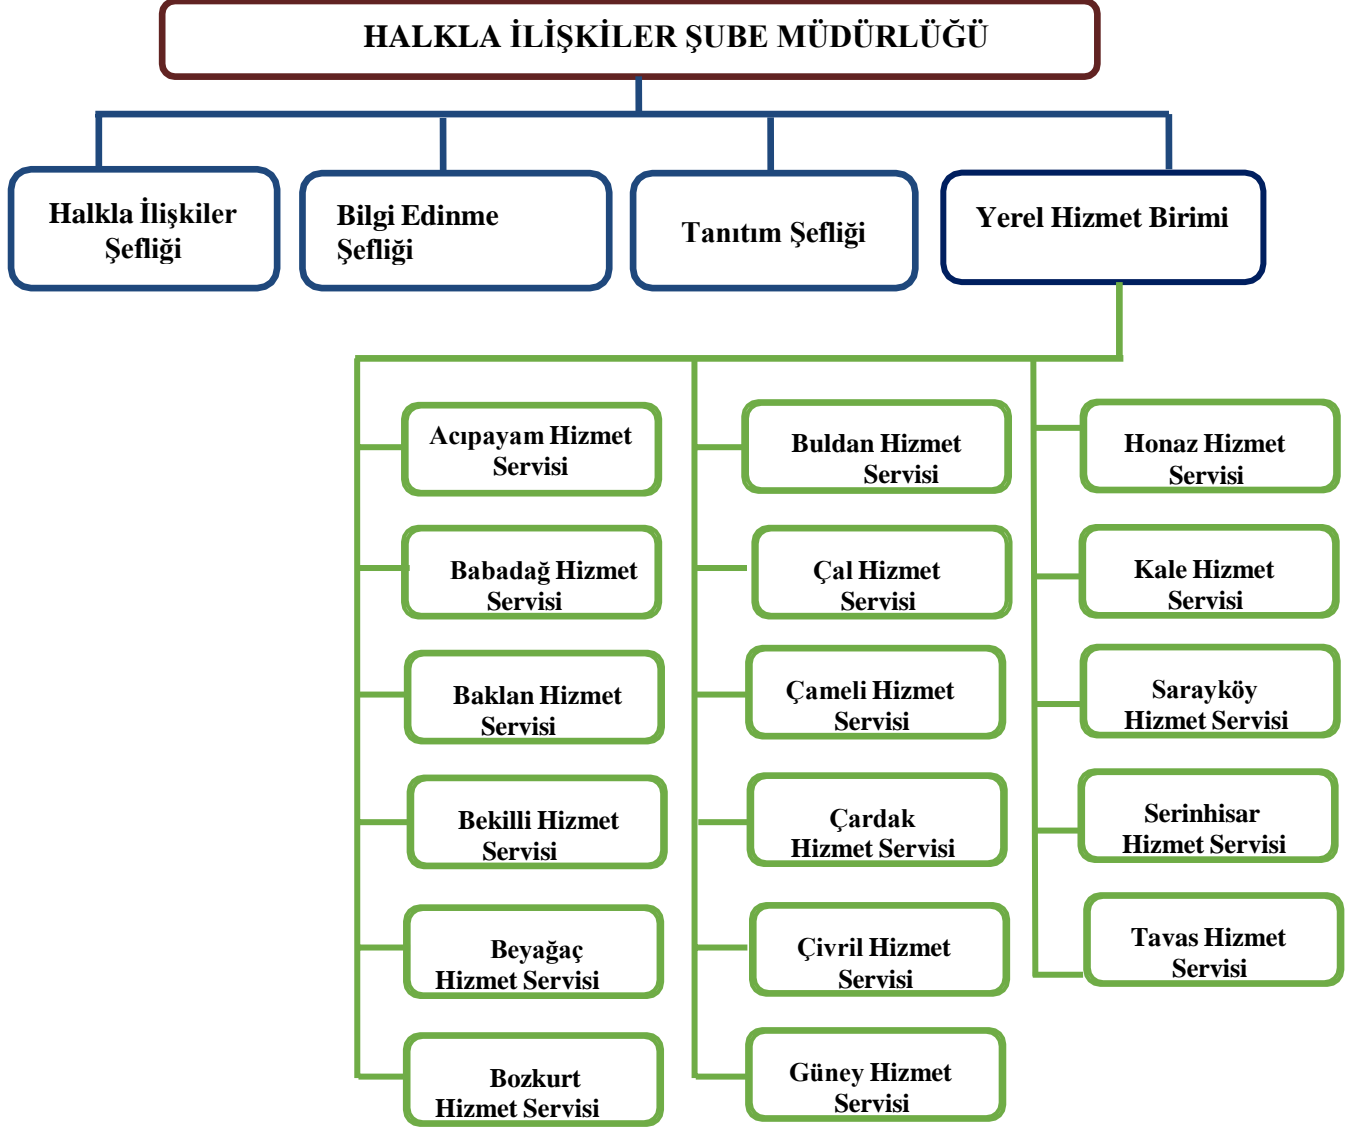 HALKLA İLİŞKİLER ŞUBE MÜDÜRLÜĞÜ
Halkla İlişkiler
Şefliği
Bilgi Edinme
Şefliği
Tanıtım Şefliği
Yerel Hizmet Birimi
Acıpayam Hizmet
Servisi
Buldan Hizmet
Servisi
Honaz Hizmet
Servisi
Babadağ Hizmet
Servisi
Çal Hizmet
Servisi
Kale Hizmet
Servisi
Baklan Hizmet
Servisi
Çameli Hizmet
Servisi
Sarayköy
Hizmet Servisi
Bekilli Hizmet
Servisi
Çardak
Hizmet Servisi
Serinhisar
Hizmet Servisi
Beyağaç
Hizmet Servisi
Çivril Hizmet
Servisi
Tavas Hizmet
Servisi
Bozkurt
Hizmet Servisi
Güney Hizmet
Servisi